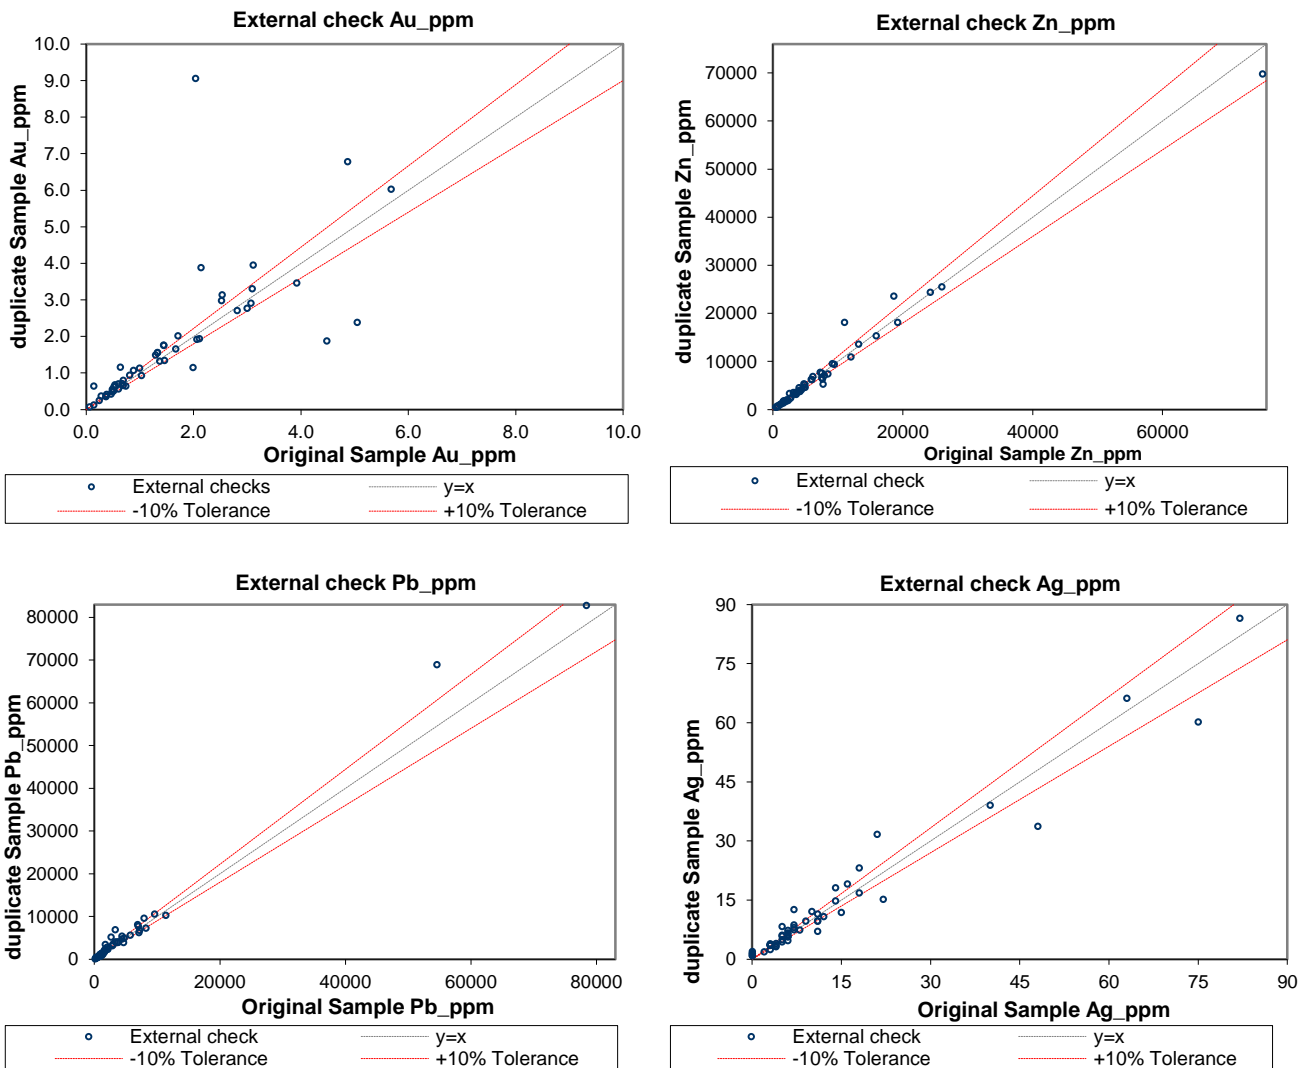 External check Au_ppm
10.0
9.0
8.0
7.0
6.0
5.0
4.0
3.0
2.0
1.0
0.0
duplicate Sample Au_ppm
0.0 2.0 4.0 6.0 8.0 10.0
Original Sample Au_ppm
External checks y=x
-10% Tolerance +10% Tolerance
External check Zn_ppm
70000
60000
50000
40000
30000
20000
10000
0
duplicate Sample Zn_ppm
0 20000 40000 60000
Original Sample Zn_ppm
External check y=x
-10% Tolerance +10% Tolerance
External check Pb_ppm
80000
70000
60000
50000
40000
30000
20000
10000
0
duplicate Sample Pb_ppm
0 20000 40000 60000 80000
Original Sample Pb_ppm
External check y=x
-10% Tolerance +10% Tolerance
External check Ag_ppm
90
75
60
45
30
15
0
duplicate Sample Ag_ppm
0 15 30 45 60 75 90
Original Sample Ag_ppm
External check y=x
-10% Tolerance +10% Tolerance